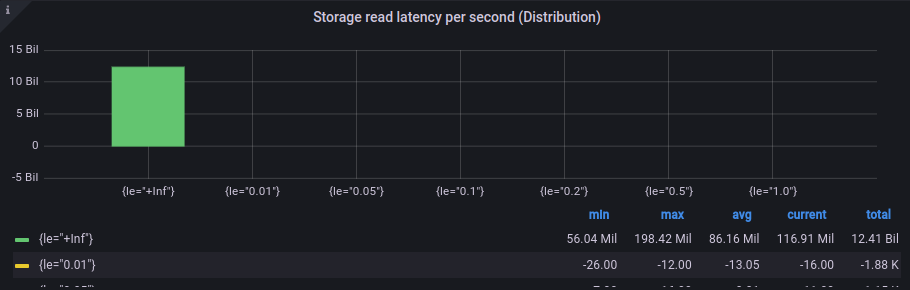 i
Storage read latency per second (Distribution)
15 Bil
10 Bil
5 Bil
0
-5 Bil
{le="+Inf"} {le="0.01"} {le="0.05"} {le="0.1"} {le="0.2"} {le="0.5"} {le="1.0"}
min max avg current total
{le="+Inf"} 56.04 Mil 198.42 Mil 86.16 Mil 116.91 Mil 12.41 Bil
{le="0.01"} -26.00 -12.00 -13.05 -16.00 -1.88 K